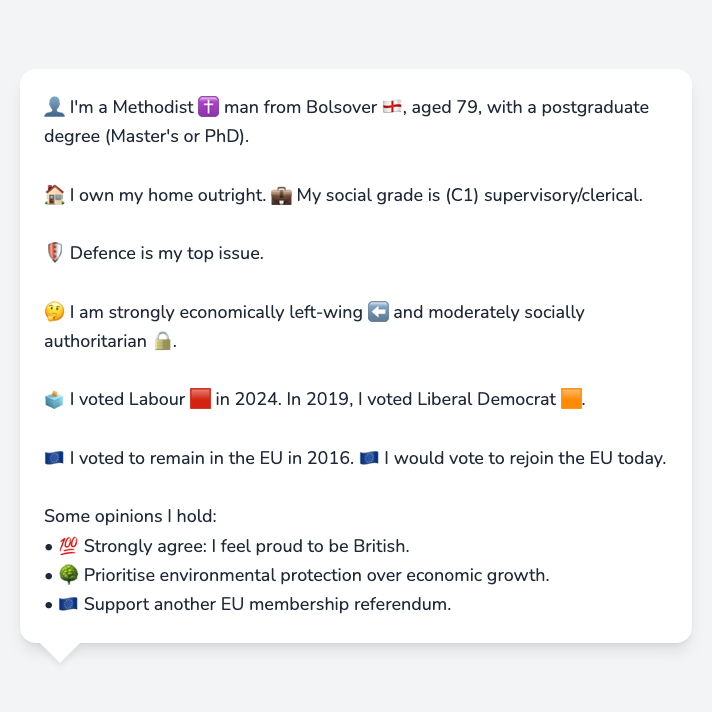 👤 I'm a Methodist ✝️ man from Bolsover 🏴󠁧󠁢󠁥󠁮󠁧󠁿, aged 79, with a postgraduate
degree (Master's or PhD).
🏠 I own my home outright. 💼 My social grade is (C1) supervisory/clerical.
🛡️ Defence is my top issue.
🤔 I am strongly economically left-wing ⬅️ and moderately socially
authoritarian 🔒.
🗳️ I voted Labour 🟥 in 2024. In 2019, I voted Liberal Democrat 🟧.
🇪🇺 I voted to remain in the EU in 2016. 🇪🇺 I would vote to rejoin the EU today.
Some opinions I hold:
• 💯 Strongly agree: I feel proud to be British.
• 🌳 Prioritise environmental protection over economic growth.
• 🇪🇺 Support another EU membership referendum.